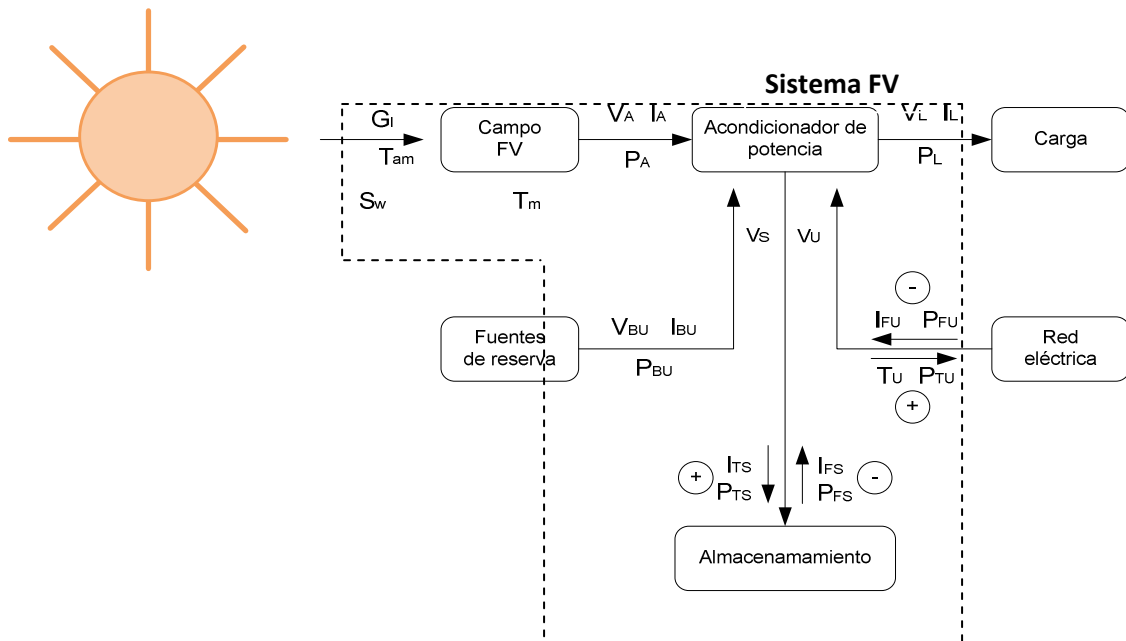 Sistema FV
GI
Tam
Sw
Campo
FV
Tm
VA IA
PA
Acondicionador de
potencia
VL IL
PL
Carga
VS
VU
Fuentes
de reserva
VBU IBU
PBU
-
IFU PFU
TU PTU
+
Red
eléctrica
+
ITS
PTS
IFS
PFS
-
Almacenamamiento